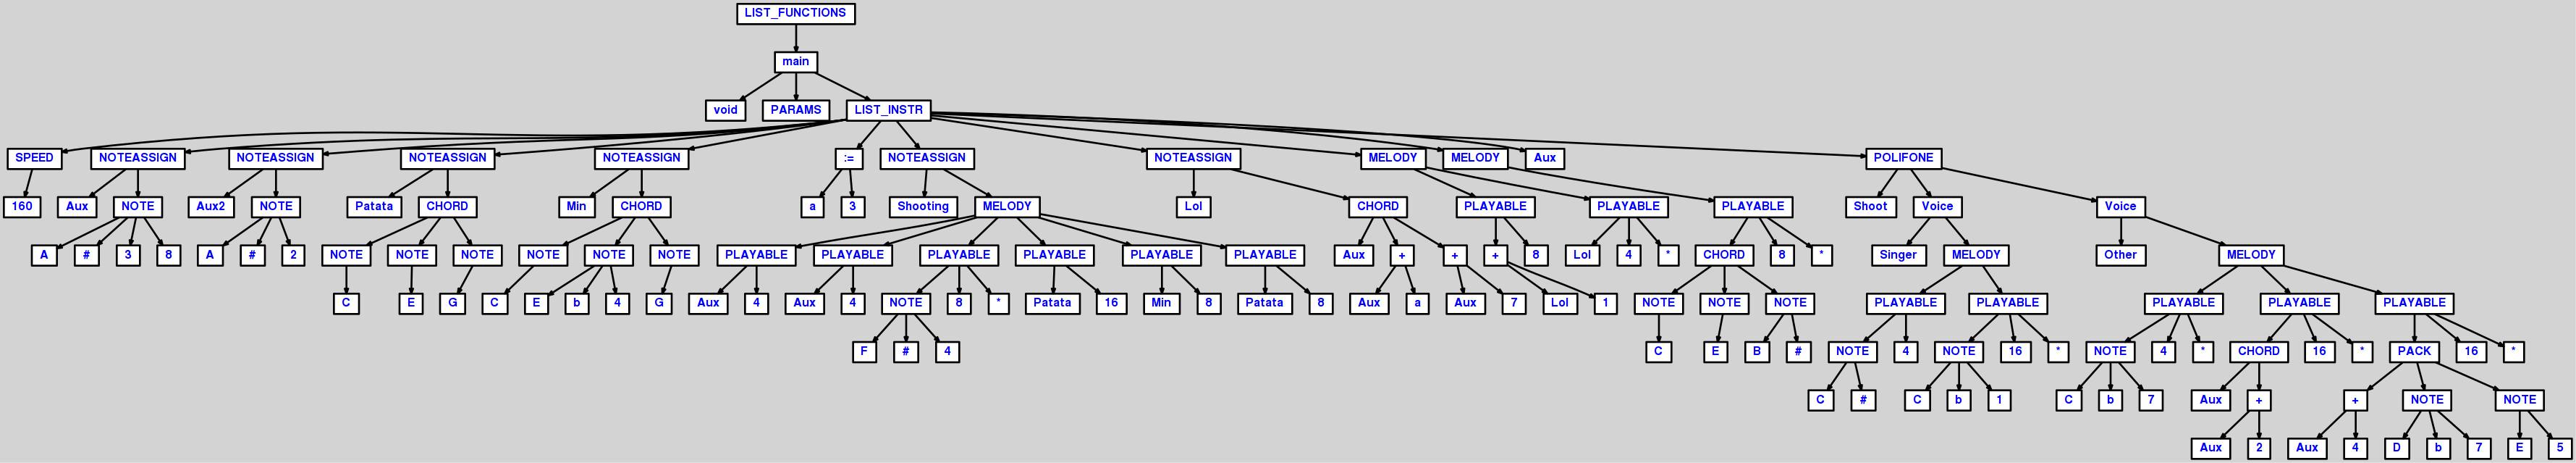 LIST_FUNCTIONS
main
void PARAMS LIST_INSTR
SPEED NOTEASSIGN NOTEASSIGN NOTEASSIGN NOTEASSIGN := NOTEASSIGN NOTEASSIGN MELODY MELODY Aux POLIFONE
160 Aux NOTE Aux2 NOTE Patata CHORD Min CHORD a 3 Shooting MELODY Lol CHORD PLAYABLE PLAYABLE PLAYABLE Shoot Voice Voice
A # 3 8 A # 2 NOTE NOTE NOTE NOTE NOTE NOTE PLAYABLE PLAYABLE PLAYABLE PLAYABLE PLAYABLE PLAYABLE Aux + + + 8 Lol 4 * CHORD 8 * Singer MELODY Other MELODY
C E G C E b 4 G Aux 4 Aux 4 NOTE 8 * Patata 16 Min 8 Patata 8 Aux a Aux 7 Lol 1 NOTE NOTE NOTE PLAYABLE PLAYABLE PLAYABLE PLAYABLE PLAYABLE
F # 4 C E B # NOTE 4 NOTE 16 * NOTE 4 * CHORD 16 * PACK 16 *
C # C b 1 C b 7 Aux + + NOTE NOTE
Aux 2 Aux 4 D b 7 E 5